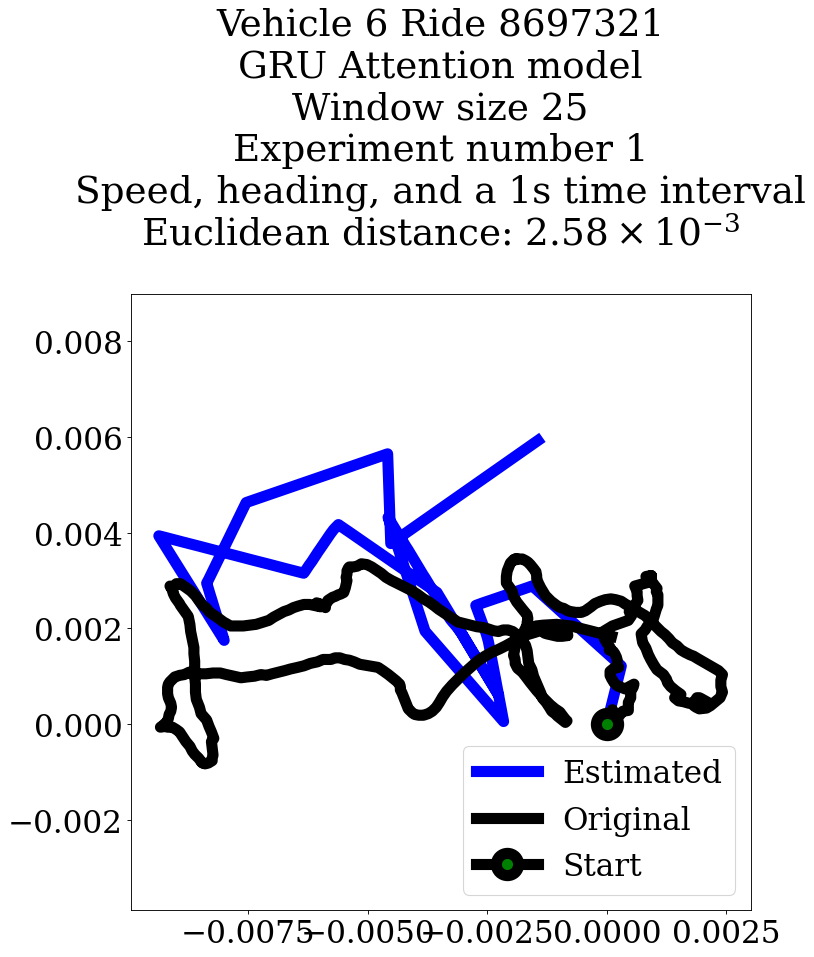 Vehicle 6 Ride 8697321
GRU Attention model
Window size 25
Experiment number 1
Speed, heading, and a 1s time interval
Euclidean distance: 2.58 × 10⁻³
0.008
0.006
0.004
0.002
0.000
−0.002
Estimated
Original
Start
−0.0075 −0.0050 −0.0025 0.0000 0.0025